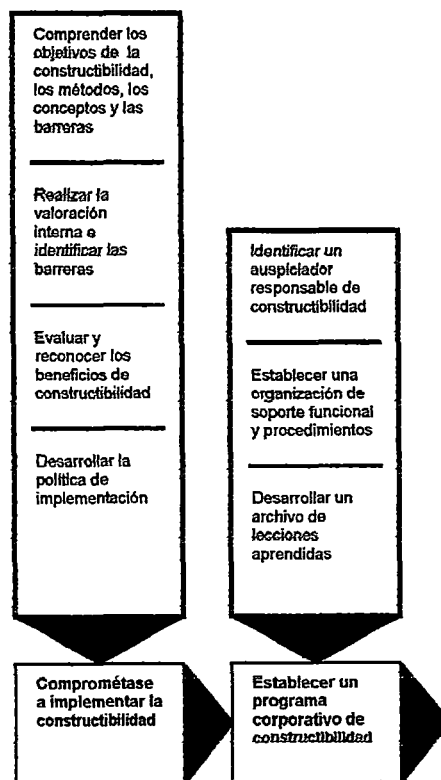 Comprender los
objetivos de la
constructibilidad,
los métodos, los
conceptos y las
barreras
Realizar la
valoración
interna e
identificar las
barreras
Evaluar y
reconocer los
beneficios de
constructibilidad
Desarrollar la
política de
implementación
Comprométase
a implementar la
constructibilidad
Identificar un
auspiciador
responsable de
constructibilidad
Establecer una
organización de
soporte funcional
y procedimientos
Desarrollar un
archivo de
lecciones
aprendidas
Establecer un
programa
corporativo de
constructibilidad